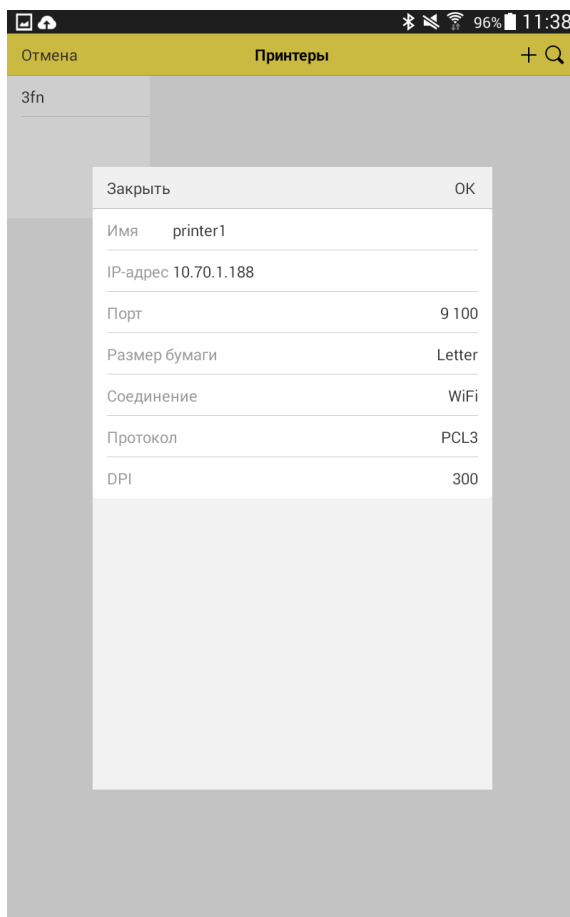 96% 11:38
Отмена Принтеры
3fn
Закрыть OK
Имя printer1
IP-адрес 10.70.1.188
Порт 9 100
Размер бумаги Letter
Соединение WiFi
Протокол PCL3
DPI 300